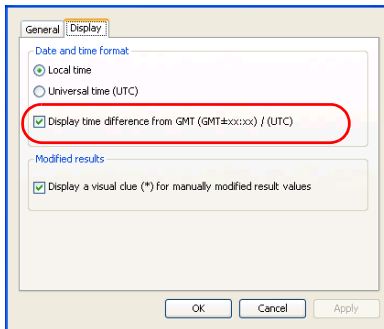 General Display
Date and time format
Local time
Universal time (UTC)
Display time difference from GMT (GMT±xx:xx) / (UTC)
Modified results
Display a visual clue (*) for manually modified result values
OK Cancel Apply